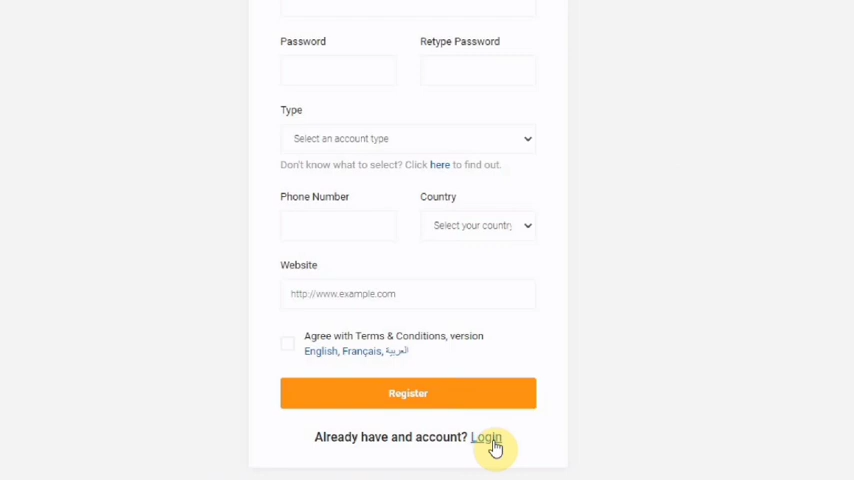 Password
Retype Password
Type
Select an account type
Don't know what to select? Click here to find out.
Phone Number
Country
Select your country
Website
http://www.example.com
Agree with Terms & Conditions, version
English, Français, العربية
Register
Already have and account? Login